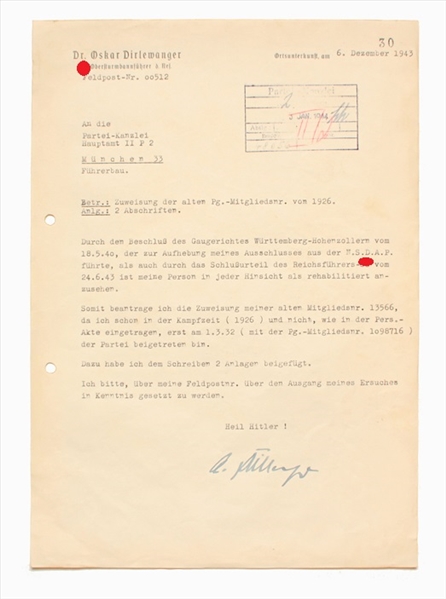 30
Dr. Oskar Dirlewanger
Obersturmbannführer d Res.
Feldpost-Nr. 00512
Ortsunterkunft, am 6. Dezember 1943
2 JAN. 1944
An die
Partei-Kanzlei
Hauptamt II P 2
München 33
Führerbau.
Betr.: Zuweisung der alten Pg.-Mitgliedsnr. vom 1926.
Anlg.: 2 Abschriften.
Durch dem Beschluß des Gaugerichtes Württemberg-Hohenzollern vom
18.5.40, der zur Aufhebung meines Ausschlusses aus der N.S.D.A.P.
führte, als auch durch das Schlußurteil des Reichsführers vom
24.6.43 ist meine Person in jeder Hinsicht als rehabilitiert an-
zusehen.
Somit beantrage ich die Zuweisung meiner alten Mitgliedsnr. 13566,
da ich schon in der Kampfzeit ( 1926 ) und nicht, wie in der Pers.-
Akte eingetragen, erst am 1.3.32 ( mit der Pg.-Mitgliedsnr. 1098716 )
der Partei beigetreten bin.
Dazu habe ich dem Schreiben 2 Anlagen beigefügt.
Ich bitte, über meine Feldpostnr. über den Ausgang meines Ersuches
in Kenntnis gesetzt zu werden.
Heil Hitler !